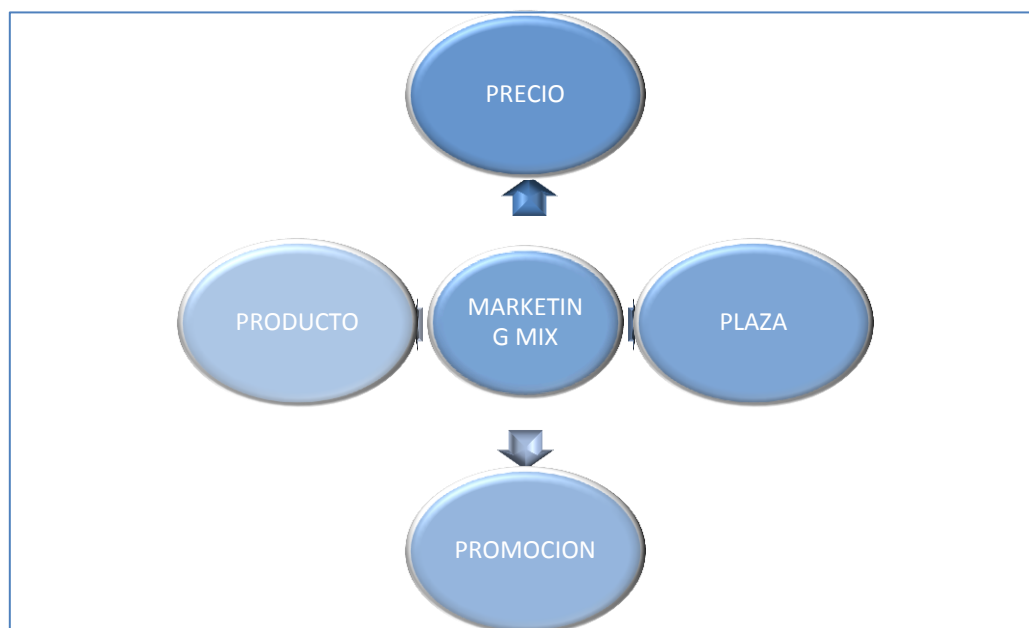 PRECIO
PRODUCTO
MARKETIN
G MIX
PLAZA
PROMOCION